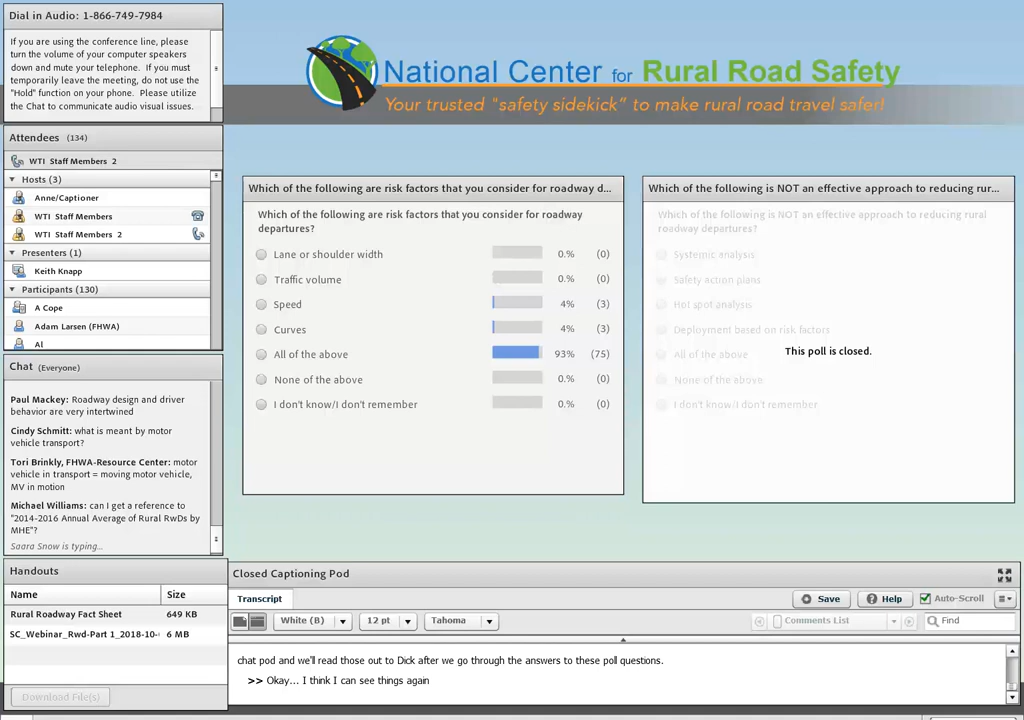 Dial in Audio: 1-866-749-7984
If you are using the conference line, please
turn the volume of your computer speakers
down and mute your telephone. If you must
temporarily leave the meeting, do not use the
"Hold" function on your phone. Please utilize
the Chat to communicate audio visual issues.
National Center for Rural Road Safety
Your trusted "safety sidekick" to make rural road travel safer!
Attendees (134)
WTI Staff Members 2
Hosts (3)
Anne/Captioner
WTI Staff Members
WTI Staff Members 2
Presenters (1)
Keith Knapp
Participants (130)
A Cope
Adam Larsen (FHWA)
Al
Chat (Everyone)
Paul Mackey: Roadway design and driver
behavior are very intertwined
Cindy Schmitt: what is meant by motor
vehicle transport?
Tori Brinkly, FHWA-Resource Center: motor
vehicle in transport = moving motor vehicle,
MV in motion
Michael Williams: can I get a reference to
"2014-2016 Annual Average of Rural RwDs by
MHE"?
Saara Snow is typing...
Handouts
Name Size
Rural Roadway Fact Sheet 649 KB
SC_Webinar_Rwd-Part 1_2018-10- 6 MB
Download File(s)
Which of the following are risk factors that you consider for roadway d...
Which of the following are risk factors that you consider for roadway
departures?
Lane or shoulder width 0.% (0)
Traffic volume 0.% (0)
Speed 4% (3)
Curves 4% (3)
All of the above 93% (75)
None of the above 0.% (0)
I don't know/I don't remember 0.% (0)
Which of the following is NOT an effective approach to reducing rur...
Which of the following is NOT an effective approach to reducing rural
roadway departures?
Systemic analysis
Safety action plans
Hot spot analysis
Deployment based on risk factors
All of the above
None of the above
I don't know/I don't remember
This poll is closed.
Closed Captioning Pod
Transcript
Save
Help
Auto-Scroll
White (B)
12 pt
Tahoma
Comments List
Find
chat pod and we'll read those out to Dick after we go through the answers to these poll questions.
>> Okay... I think I can see things again